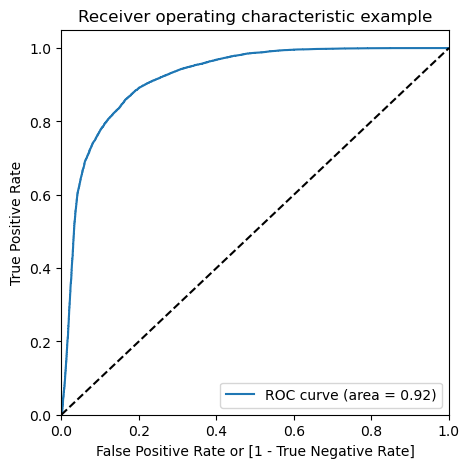 Receiver operating characteristic example
True Positive Rate
1.0
0.8
0.6
0.4
0.2
0.0
ROC curve (area = 0.92)
0.0 0.2 0.4 0.6 0.8 1.0
False Positive Rate or [1 - True Negative Rate]